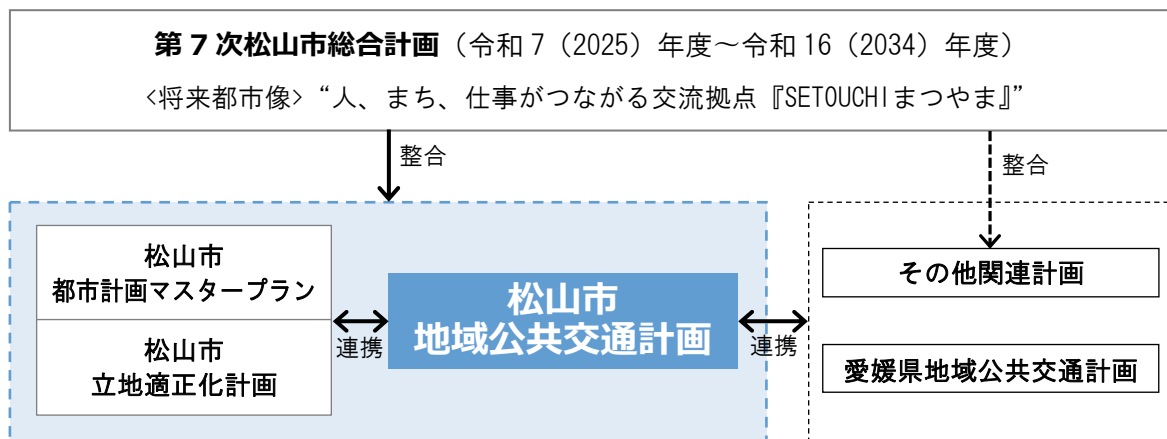 第7次松山市総合計画（令和7（2025）年度～令和16（2034）年度）
<将来都市像> “人、まち、仕事がつながる交流拠点『SETOUCHIまつやま』”
整合
整合
松山市
都市計画マスタープラン
松山市
立地適正化計画
連携
松山市
地域公共交通計画
連携
その他関連計画
愛媛県地域公共交通計画